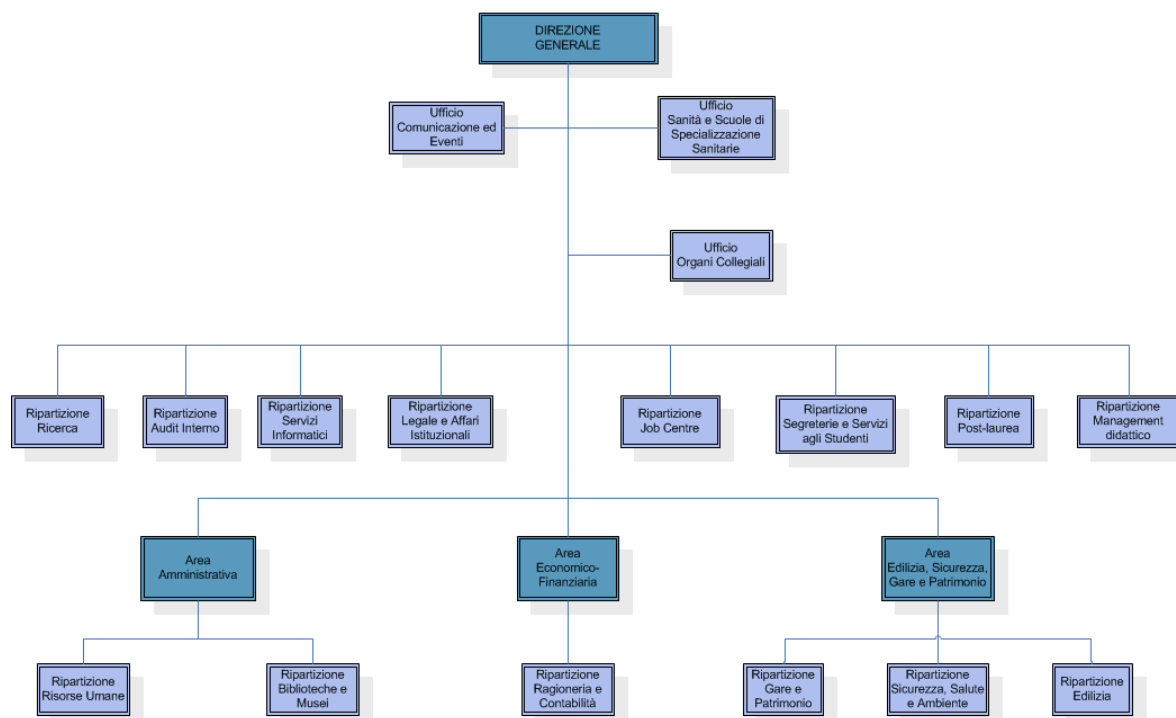 DIREZIONE
GENERALE
Ufficio
Comunicazione ed
Eventi
Ufficio
Sanità e Scuole di
Specializzazione
Sanitarie
Ufficio
Organi Collegiali
Ripartizione
Ricerca
Ripartizione
Audit Interno
Ripartizione
Servizi
Informatici
Ripartizione
Legale e Affari
Istituzionali
Ripartizione
Job Centre
Ripartizione
Segreterie e Servizi
agli Studenti
Ripartizione
Post-laurea
Ripartizione
Management
didattico
Area
Amministrativa
Area
Economico-
Finanziaria
Area
Edilizia, Sicurezza,
Gare e Patrimonio
Ripartizione
Risorse Umane
Ripartizione
Biblioteche e
Musei
Ripartizione
Ragioneria e
Contabilità
Ripartizione
Gare e
Patrimonio
Ripartizione
Sicurezza, Salute
e Ambiente
Ripartizione
Edilizia